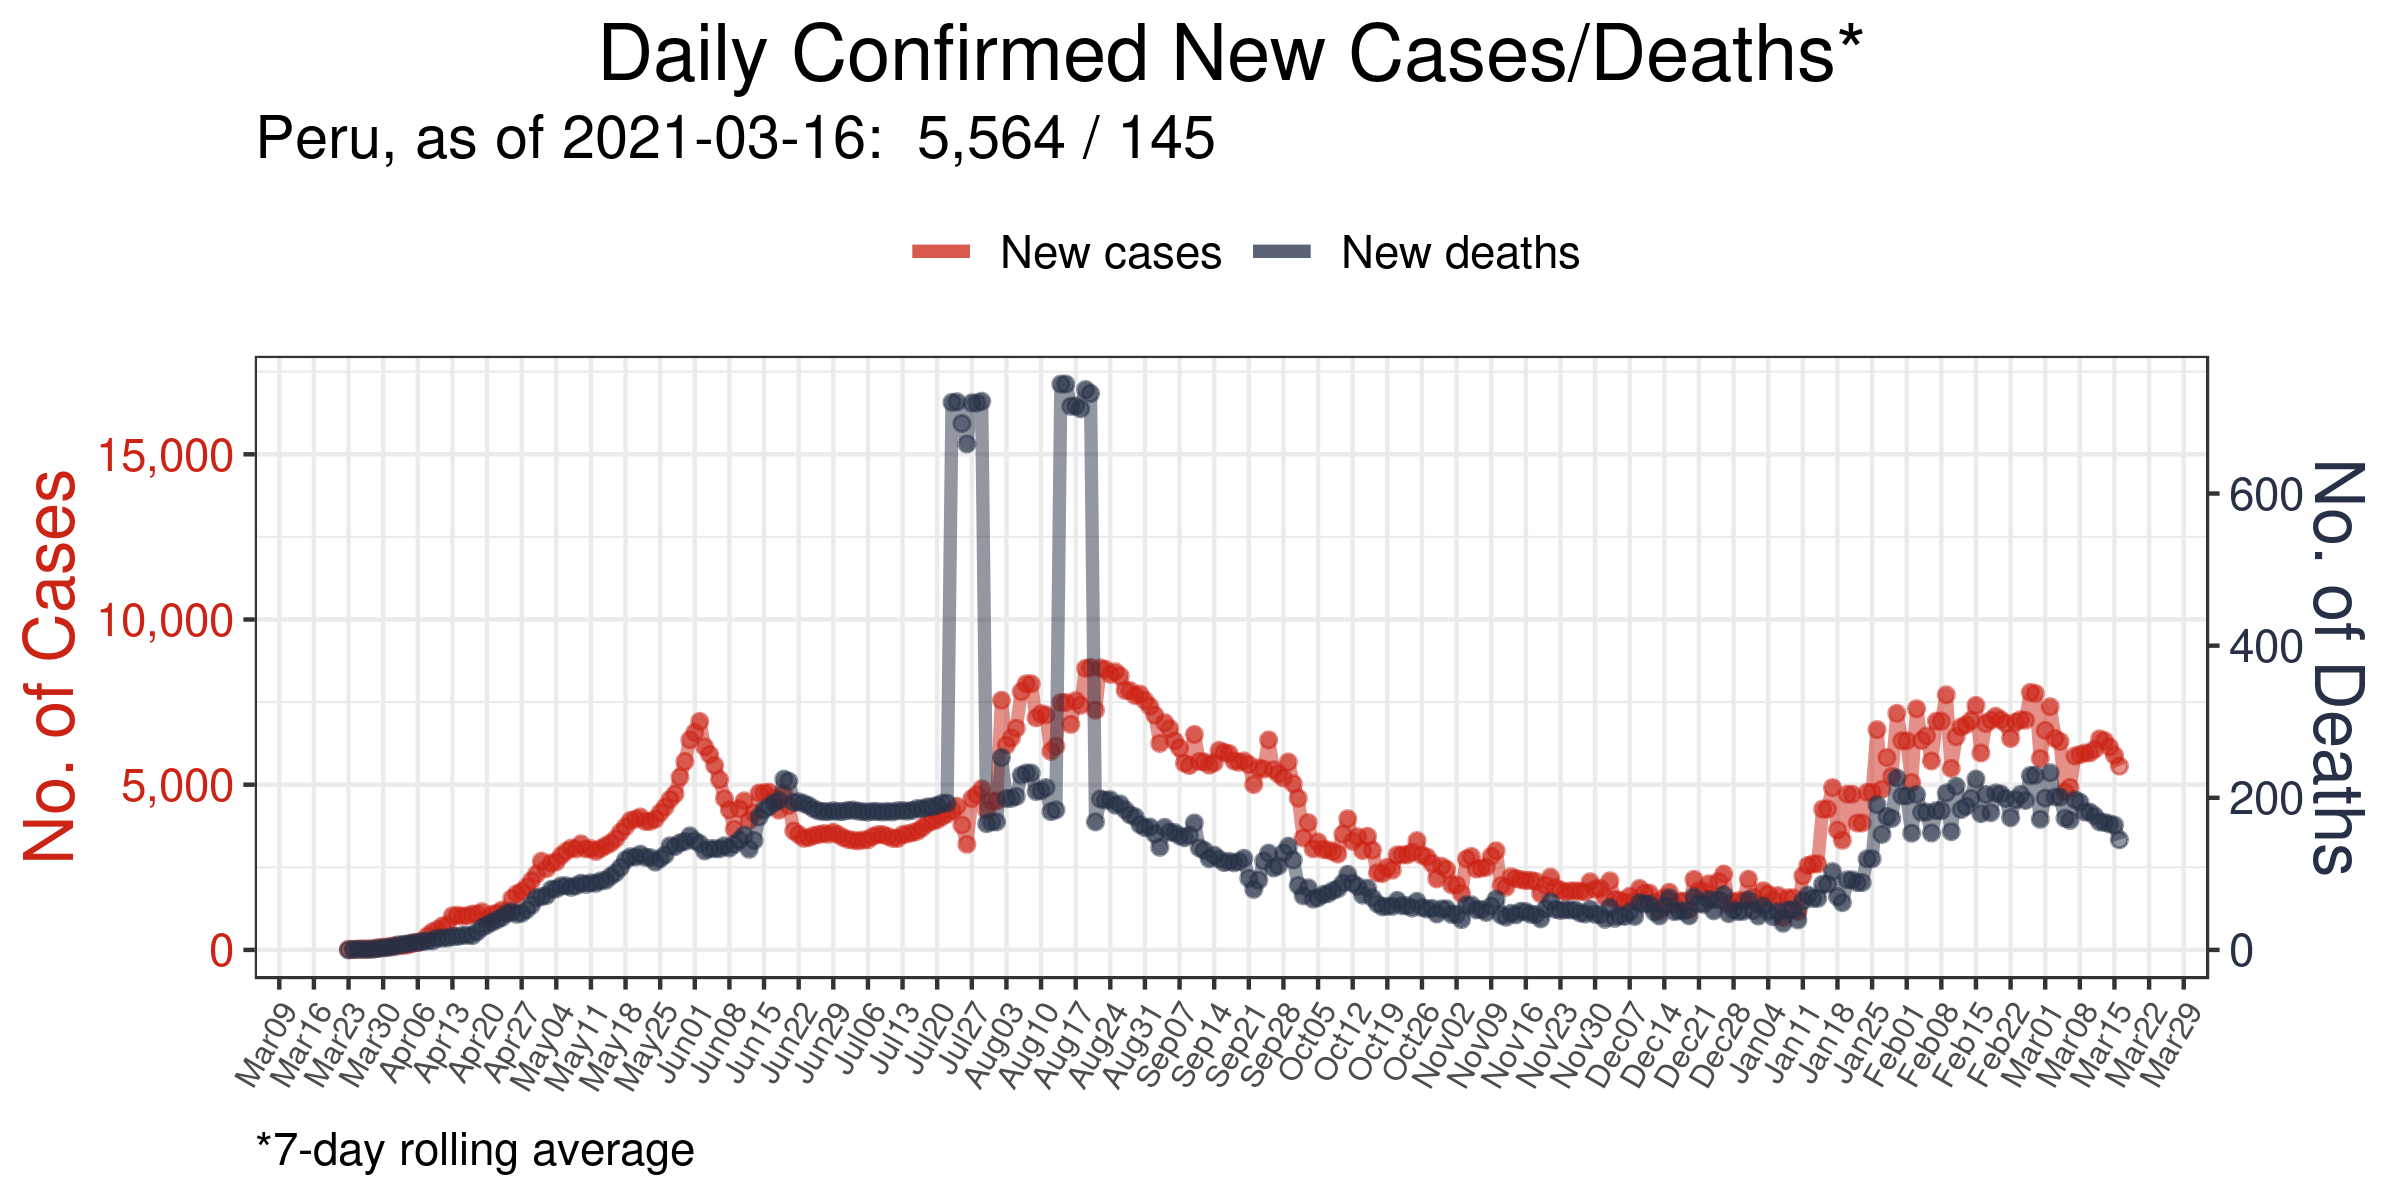 Daily Confirmed New Cases/Deaths*
Peru, as of 2021-03-16:  5,564 / 145
New cases
New deaths
No. of Cases
15,000
10,000
5,000
0
600
400
200
0
No. of Deaths
Mar09
Mar16
Mar23
Mar30
Apr06
Apr13
Apr20
Apr27
May04
May11
May18
May25
Jun01
Jun08
Jun15
Jun22
Jun29
Jul06
Jul13
Jul20
Jul27
Aug03
Aug10
Aug17
Aug24
Aug31
Sep07
Sep14
Sep21
Sep28
Oct05
Oct12
Oct19
Oct26
Nov02
Nov09
Nov16
Nov23
Nov30
Dec07
Dec14
Dec21
Dec28
Jan04
Jan11
Jan18
Jan25
Feb01
Feb08
Feb15
Feb22
Mar01
Mar08
Mar15
Mar22
Mar29
*7-day rolling average